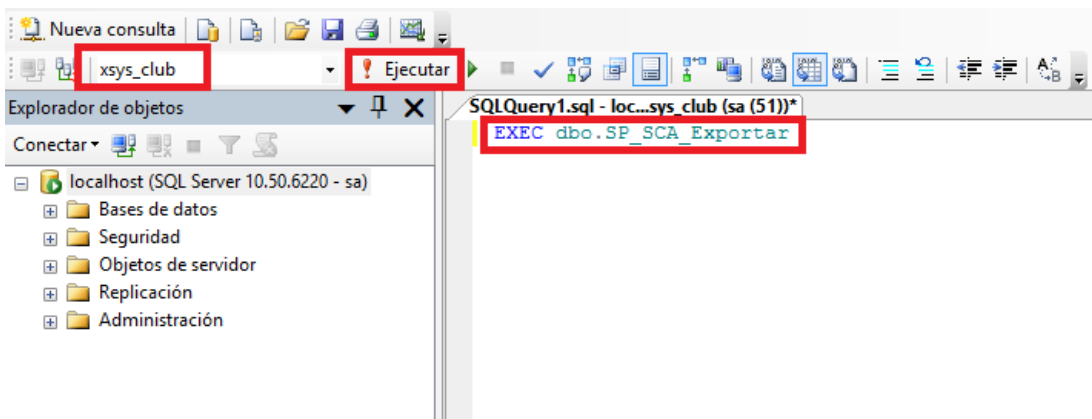 Nueva consulta
xsys_club
Ejecutar
Explorador de objetos
SQLQuery1.sql - loc...sys_club (sa (51))*
Conectar
EXEC dbo.SP_SCA_Exportar
localhost (SQL Server 10.50.6220 - sa)
Bases de datos
Seguridad
Objetos de servidor
Replicación
Administración